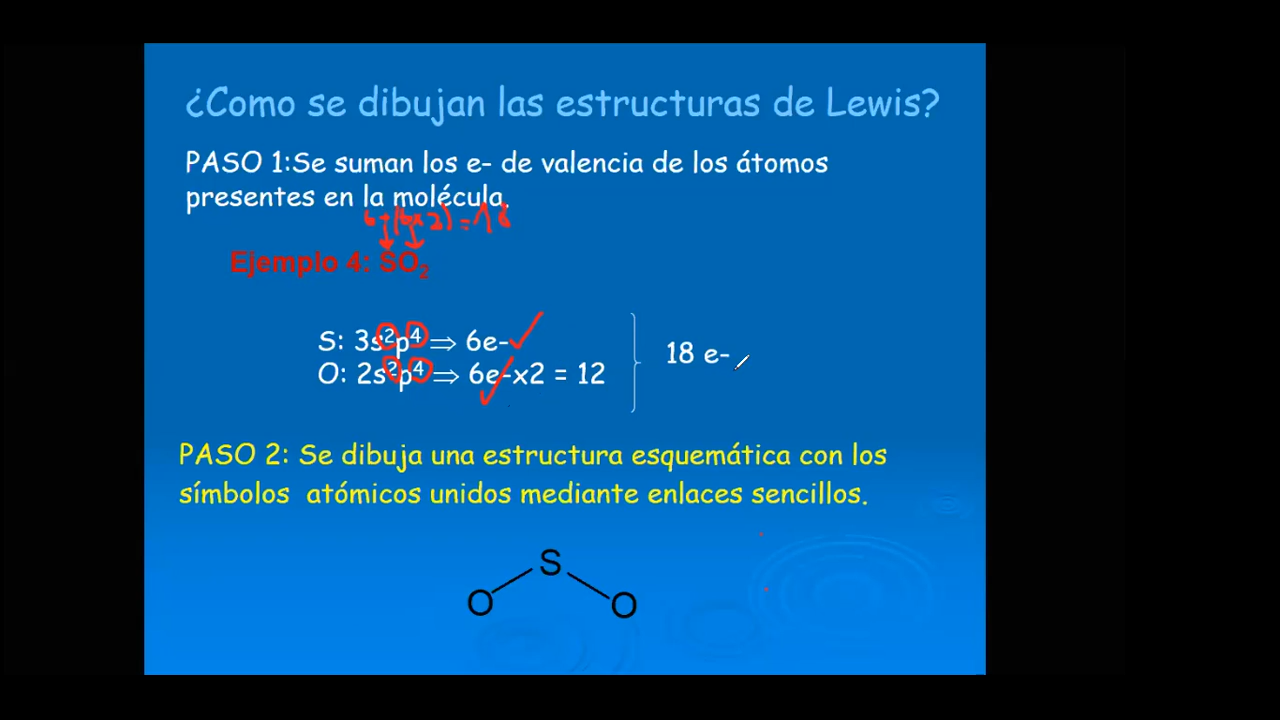 ¿Como se dibujan las estructuras de Lewis?
PASO 1:Se suman los e- de valencia de los átomos
presentes en la molécula.
6+(6x2)=18
Ejemplo 4: SO₂
S: 3s²p⁴ ⇒ 6e-
O: 2s²p⁴ ⇒ 6e-x2 = 12
18 e-
PASO 2: Se dibuja una estructura esquemática con los
símbolos atómicos unidos mediante enlaces sencillos.
S
O O